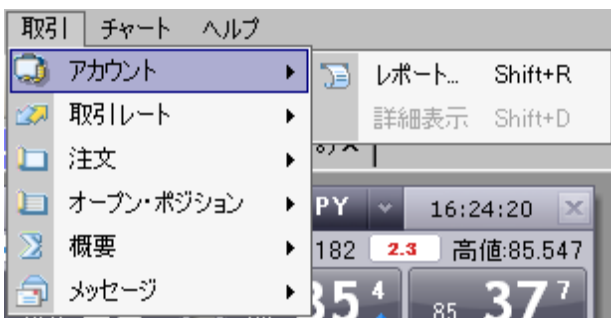 取引 チャート ヘルプ
アカウント レポート... Shift+R
取引レート 詳細表示 Shift+D
注文
オープン・ポジション PY 16:24:20
概要 182 2.3 高値:85.547
メッセージ 35 4 85 37 7